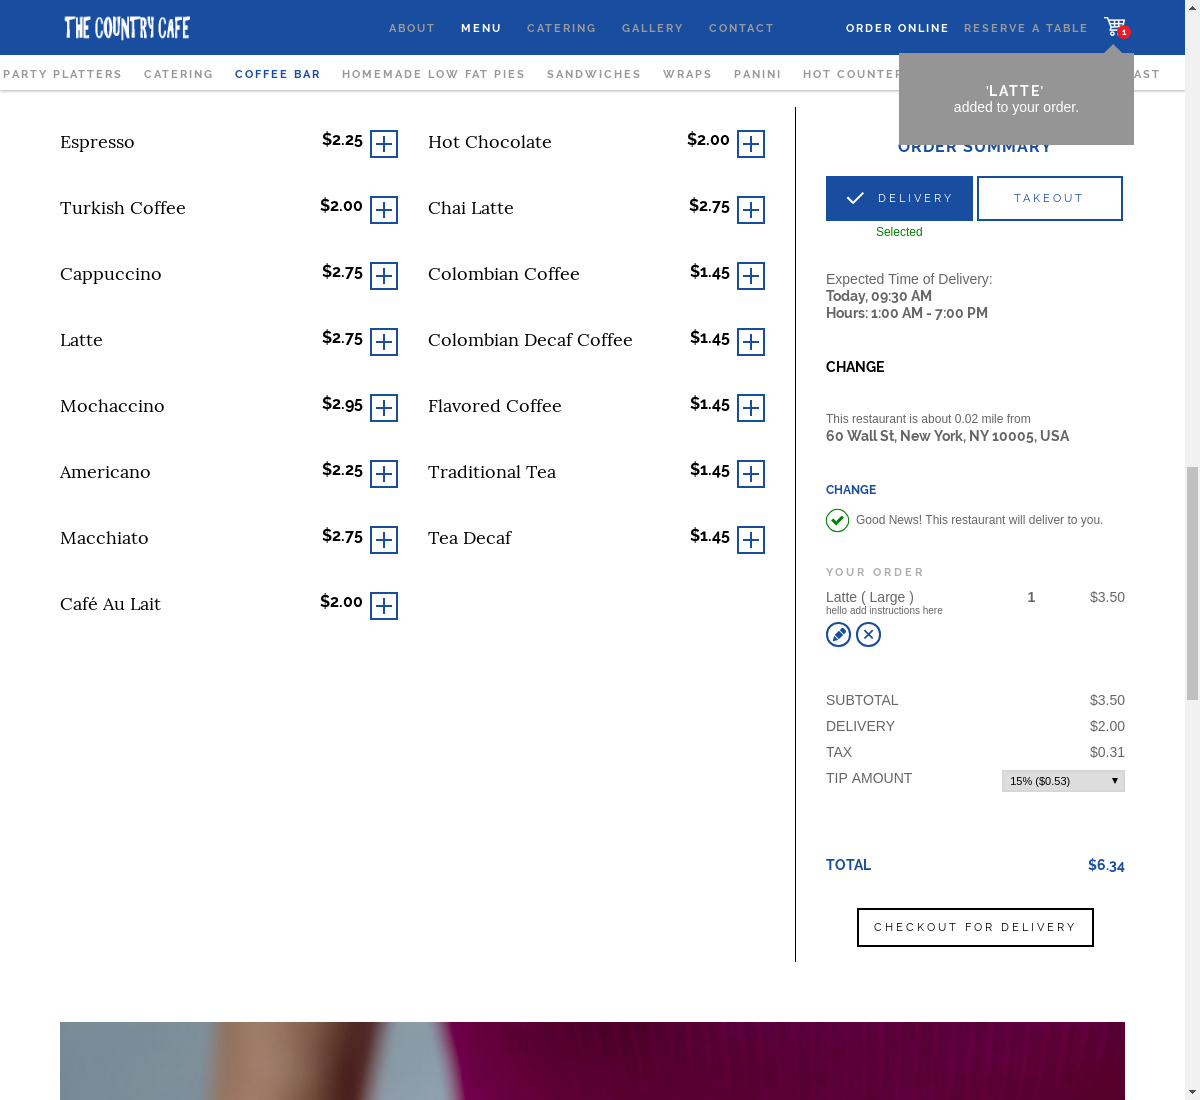 THE COUNTRY CAFE
ABOUT MENU CATERING GALLERY CONTACT ORDER ONLINE RESERVE A TABLE 1
PARTY PLATTERS CATERING COFFEE BAR HOMEMADE LOW FAT PIES SANDWICHES WRAPS PANINI HOT COUNTER
'LATTE'
added to your order.
Espresso $2.25
Turkish Coffee $2.00
Cappuccino $2.75
Latte $2.75
Mochaccino $2.95
Americano $2.25
Macchiato $2.75
Café Au Lait $2.00
Hot Chocolate $2.00
Chai Latte $2.75
Colombian Coffee $1.45
Colombian Decaf Coffee $1.45
Flavored Coffee $1.45
Traditional Tea $1.45
Tea Decaf $1.45
ORDER SUMMARY
DELIVERY TAKEOUT
Selected
Expected Time of Delivery:
Today, 09:30 AM
Hours: 1:00 AM - 7:00 PM
CHANGE
This restaurant is about 0.02 mile from
60 Wall St, New York, NY 10005, USA
CHANGE
Good News! This restaurant will deliver to you.
YOUR ORDER
Latte ( Large ) 1 $3.50
hello add instructions here
SUBTOTAL $3.50
DELIVERY $2.00
TAX $0.31
TIP AMOUNT 15% ($0.53)
TOTAL $6.34
CHECKOUT FOR DELIVERY